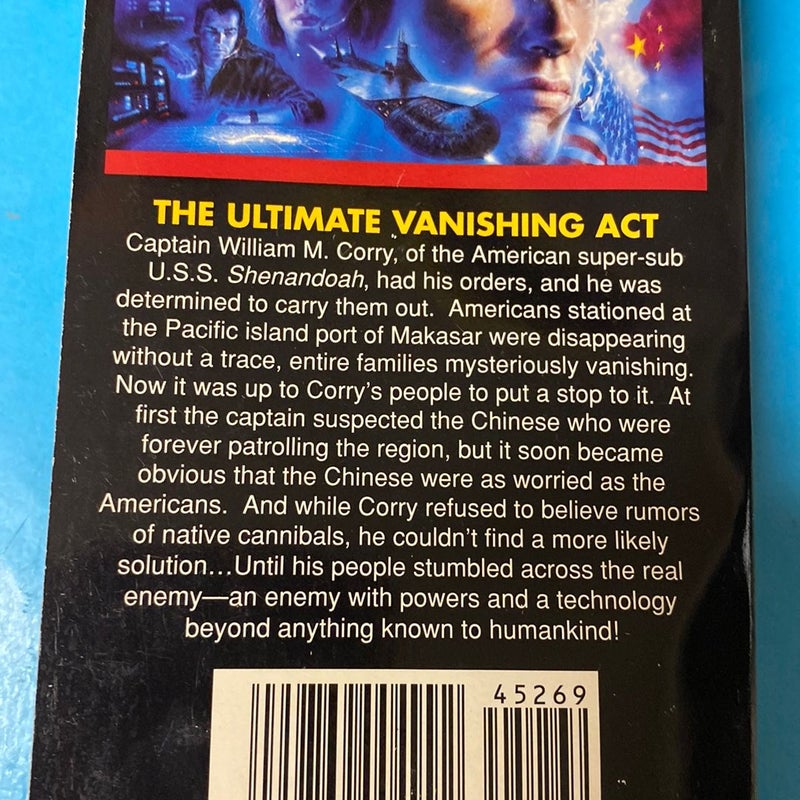 THE ULTIMATE VANISHING ACT
Captain William M. Corry, of the American super-sub
U.S.S. Shenandoah, had his orders, and he was
determined to carry them out. Americans stationed at
the Pacific island port of Makasar were disappearing
without a trace, entire families mysteriously vanishing.
Now it was up to Corry's people to put a stop to it. At
first the captain suspected the Chinese who were
forever patrolling the region, but it soon became
obvious that the Chinese were as worried as the
Americans. And while Corry refused to believe rumors
of native cannibals, he couldn't find a more likely
solution...Until his people stumbled across the real
enemy—an enemy with powers and a technology
beyond anything known to humankind!
45269